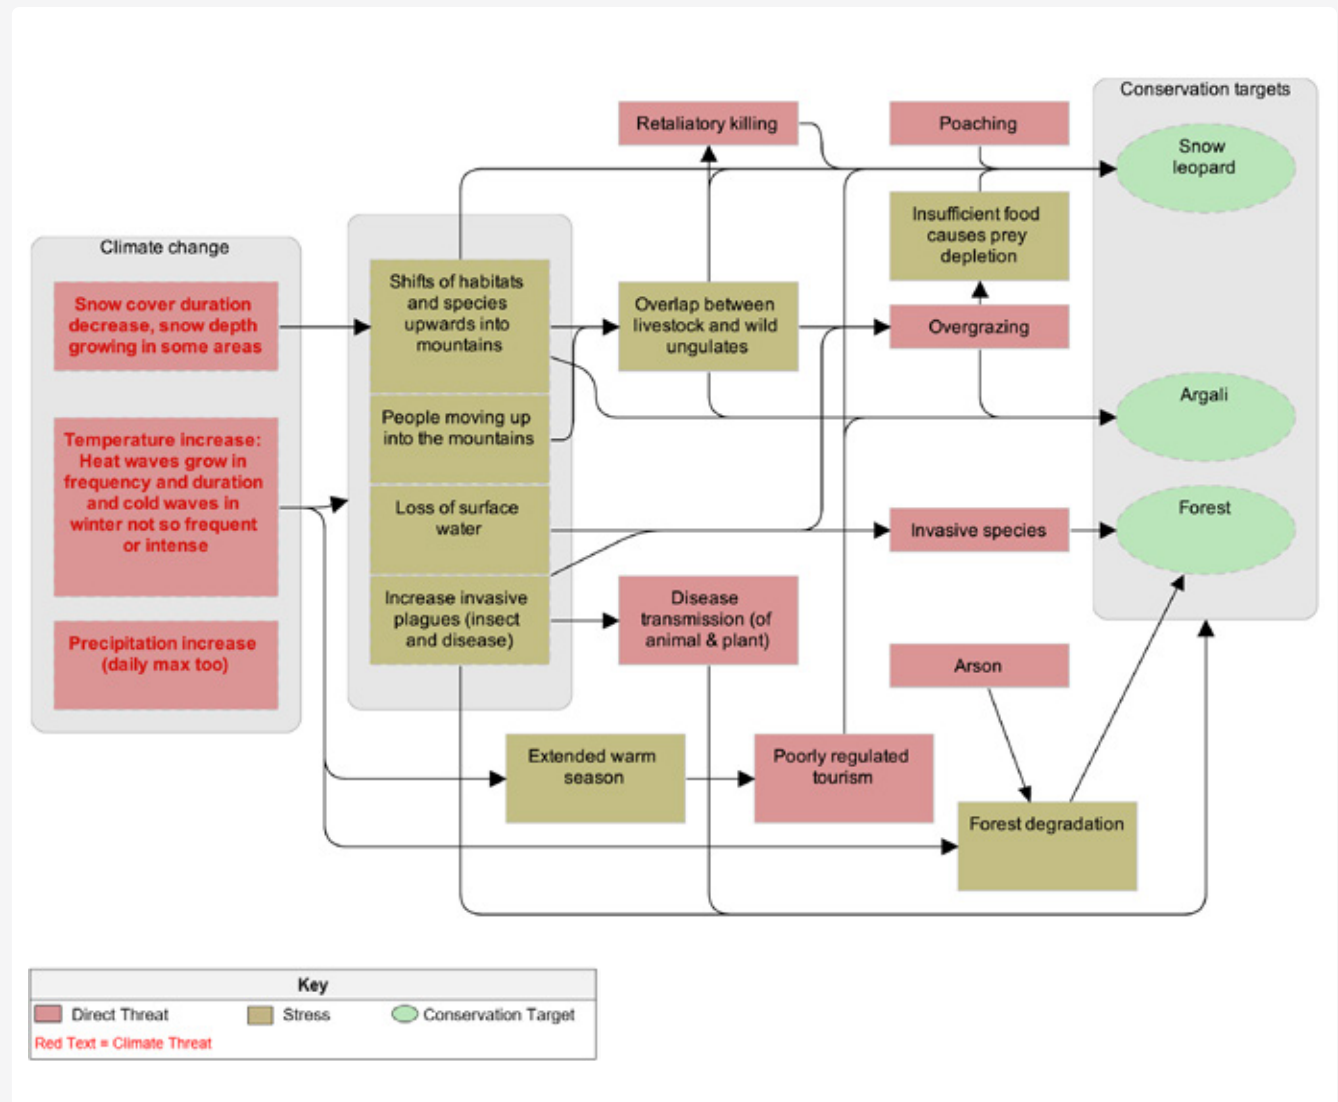 Conservation targets
Retaliatory killing
Poaching
Snow
leopard
Insufficient food
causes prey
depletion
Climate change
Snow cover duration
decrease, snow depth
growing in some areas
Shifts of habitats
and species
upwards into
mountains
Overlap between
livestock and wild
ungulates
Overgrazing
Argali
People moving up
into the mountains
Temperature increase:
Heat waves grow in
frequency and duration
and cold waves in
winter not so frequent
or intense
Loss of surface
water
Invasive species
Forest
Increase invasive
plagues (insect
and disease)
Disease
transmission (of
animal & plant)
Precipitation increase
(daily max too)
Arson
Extended warm
season
Poorly regulated
tourism
Forest degradation
Key
Direct Threat
Stress
Conservation Target
Red Text = Climate Threat